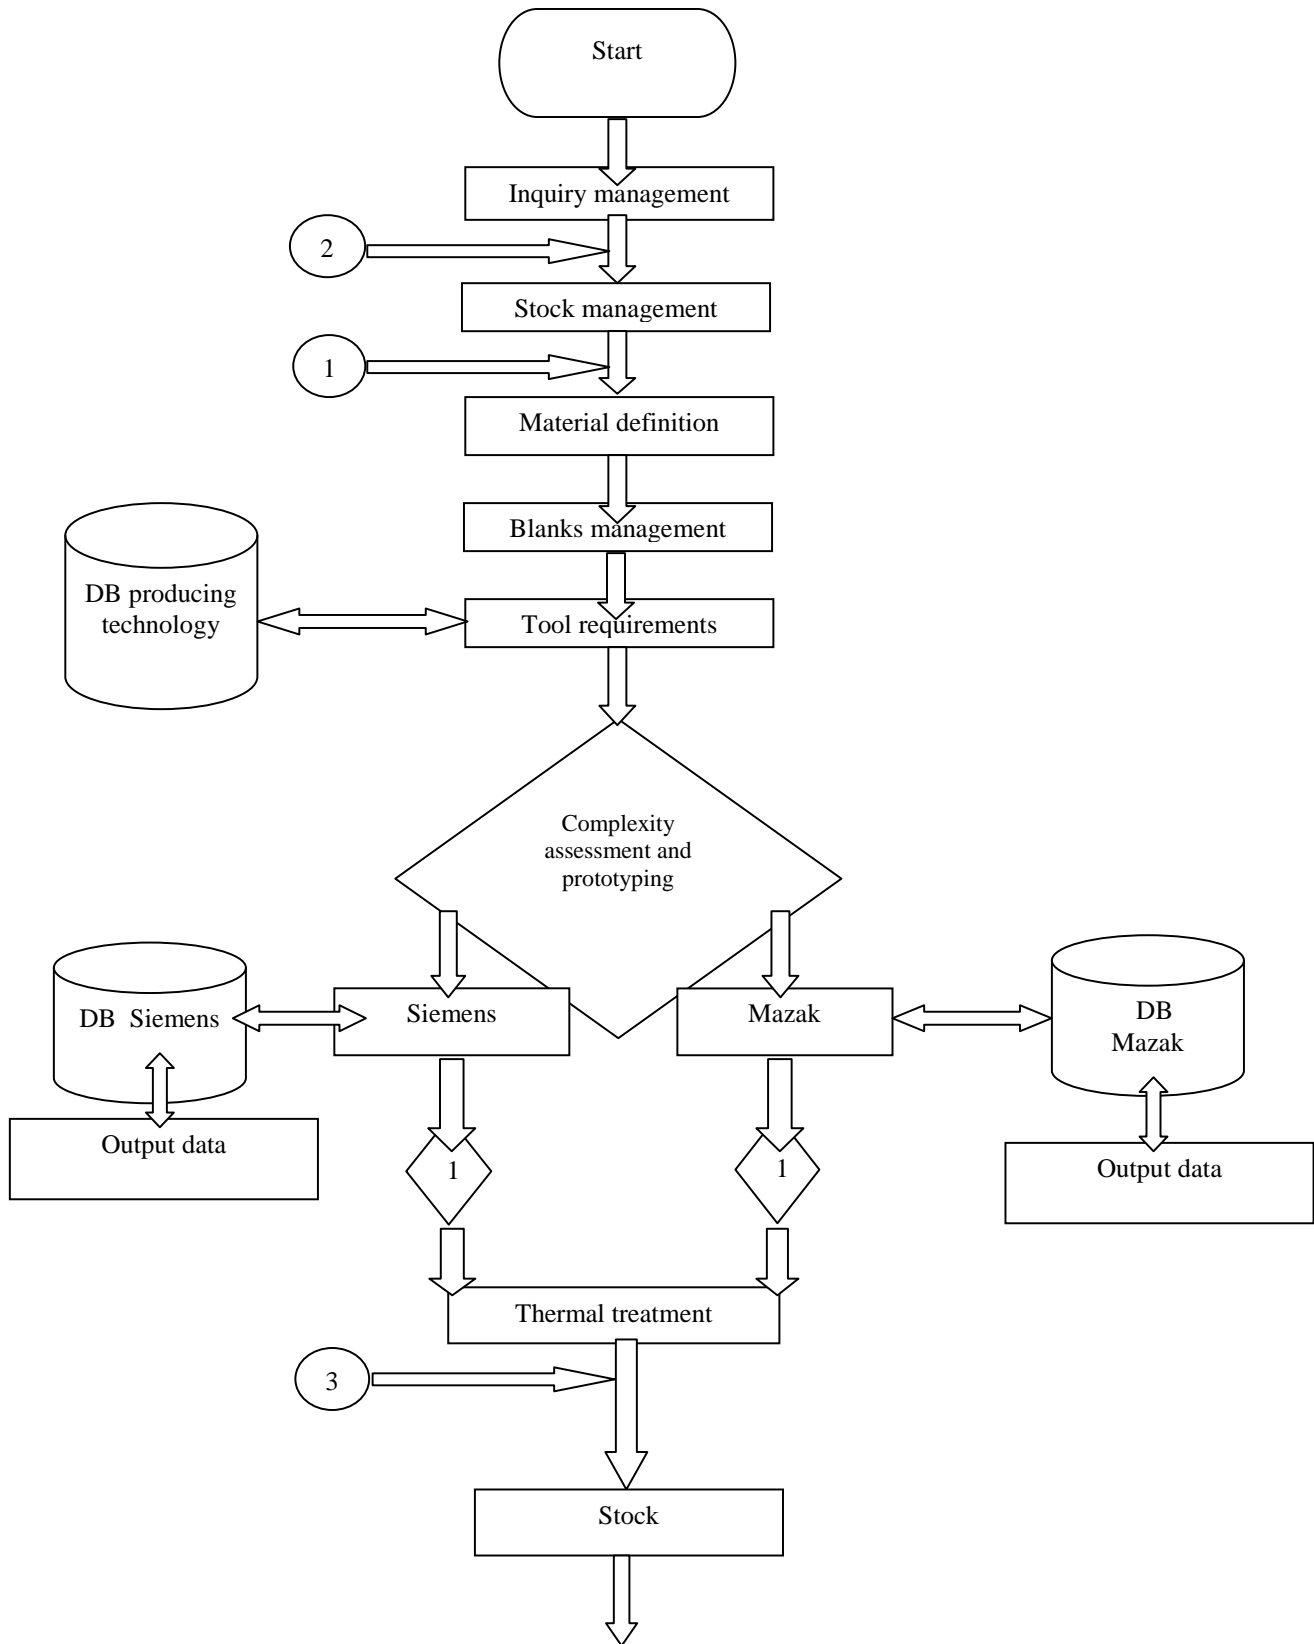 Start
Inquiry management
2
Stock management
1
Material definition
Blanks management
DB producing
technology
Tool requirements
Complexity
assessment and
prototyping
DB  Siemens
Siemens
Mazak
DB
Mazak
Output data
1
1
Output data
Thermal treatment
3
Stock